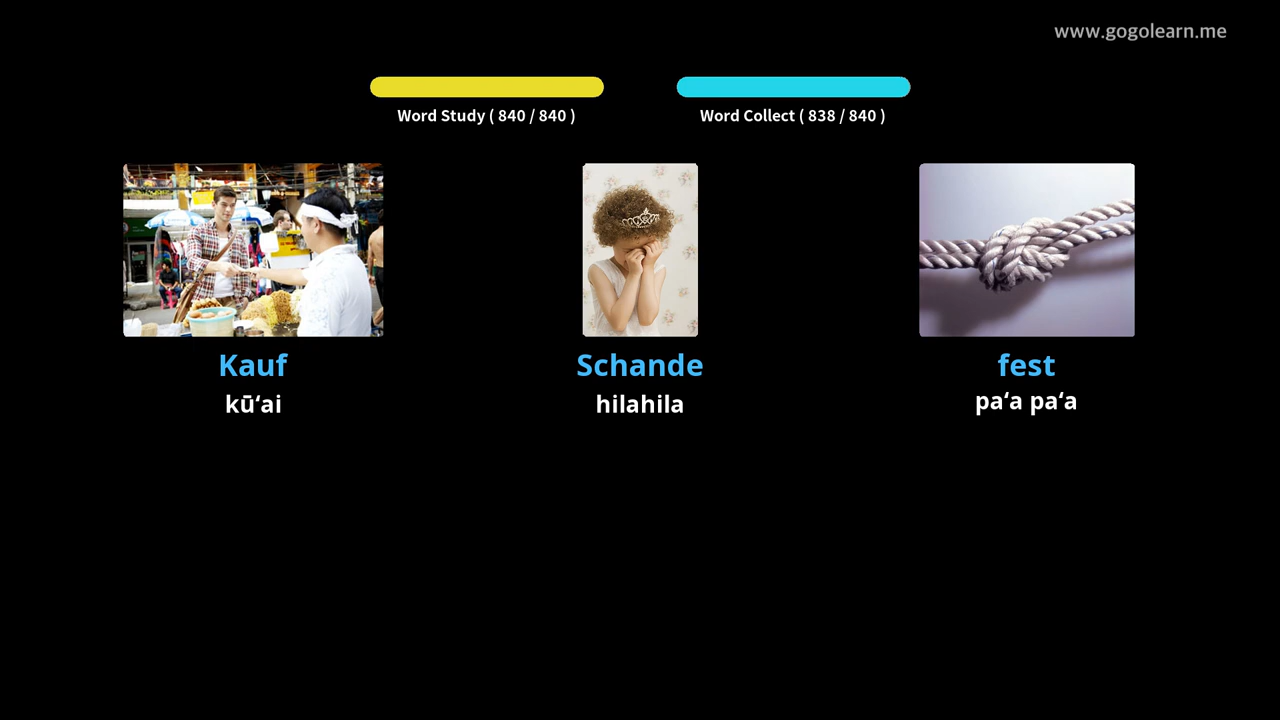 www.gogolearn.me
Word Study ( 840 / 840 )
Word Collect ( 838 / 840 )
Kauf
kūʻai
Schande
hilahila
fest
paʻa paʻa